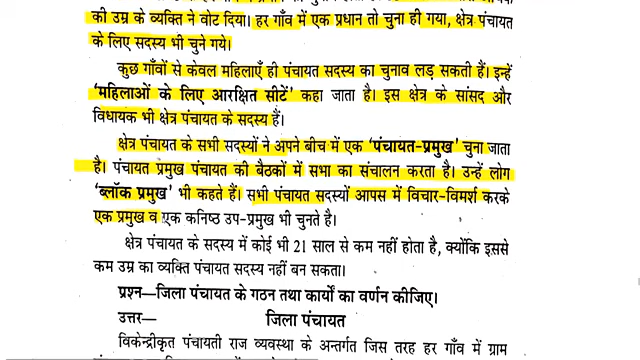 की उम्र के व्यक्ति ने वोट दिया। हर गाँव में एक प्रधान तो चुना ही गया, क्षेत्र पंचायत
के लिए सदस्य भी चुने गये।
कुछ गाँवों से केवल महिलाएँ ही पंचायत सदस्य का चुनाव लड़ सकती हैं। इन्हें
'महिलाओं के लिए आरक्षित सीटें' कहा जाता है। इस क्षेत्र के सांसद और
विधायक भी क्षेत्र पंचायत के सदस्य हैं।
क्षेत्र पंचायत के सभी सदस्यों ने अपने बीच में एक 'पंचायत-प्रमुख' चुना जाता
है। पंचायत प्रमुख पंचायत की बैठकों में सभा का संचालन करता है। उन्हें लोग
'ब्लॉक प्रमुख' भी कहते हैं। सभी पंचायत सदस्यों आपस में विचार-विमर्श करके
एक प्रमुख व एक कनिष्ठ उप-प्रमुख भी चुनते है।
क्षेत्र पंचायत के सदस्य में कोई भी 21 साल से कम नहीं होता है, क्योंकि इससे
कम उम्र का व्यक्ति पंचायत सदस्य नहीं बन सकता।
प्रश्न—जिला पंचायत के गठन तथा कार्यों का वर्णन कीजिए।
उत्तर— जिला पंचायत
विकेन्द्रीकृत पंचायती राज व्यवस्था के अन्तर्गत जिस तरह हर गाँव में ग्राम